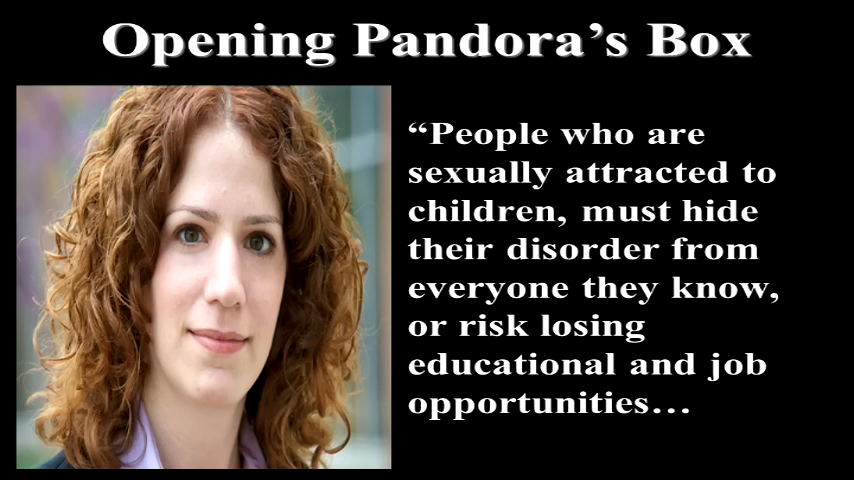 Opening Pandora’s Box
“People who are
sexually attracted to
children, must hide
their disorder from
everyone they know,
or risk losing
educational and job
opportunities…